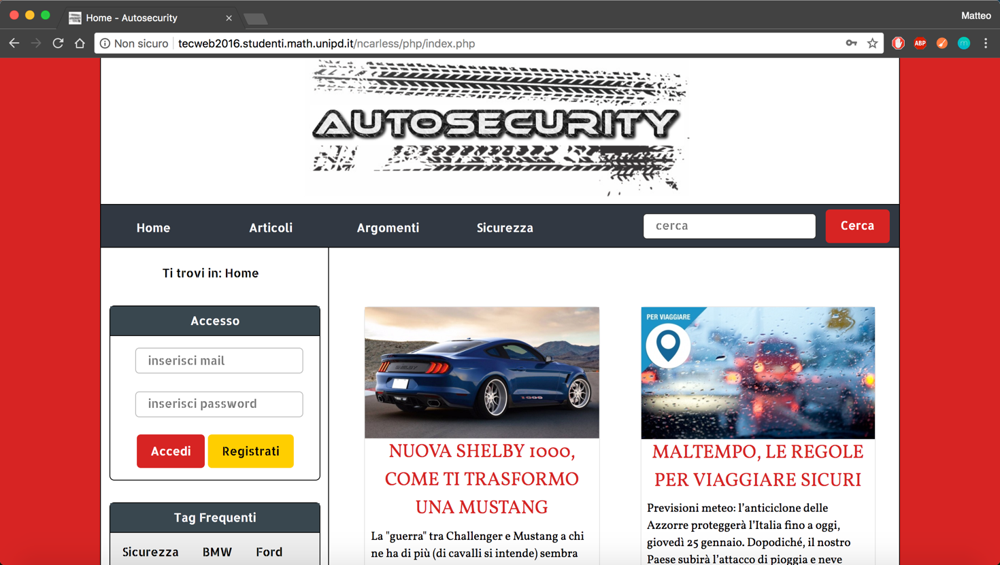 Home - Autosecurity
Matteo
Non sicuro
tecweb2016.studenti.math.unipd.it/ncarless/php/index.php
ABP
m
AUTOSECURITY
Home
Articoli
Argomenti
Sicurezza
cerca
Cerca
Ti trovi in: Home
Accesso
inserisci mail
inserisci password
Accedi
Registrati
Tag Frequenti
Sicurezza
BMW
Ford
SHELBY
1000
NUOVA SHELBY 1000,
COME TI TRASFORMO
UNA MUSTANG
La "guerra" tra Challenger e Mustang a chi
ne ha di più (di cavalli si intende) sembra
PER VIAGGIARE
MALTEMPO, LE REGOLE
PER VIAGGIARE SICURI
Previsioni meteo: l’anticiclone delle
Azzorre proteggerà l’Italia fino a oggi,
giovedì 25 gennaio. Dopodiché, il nostro
Paese subirà l’attacco di pioggia e neve